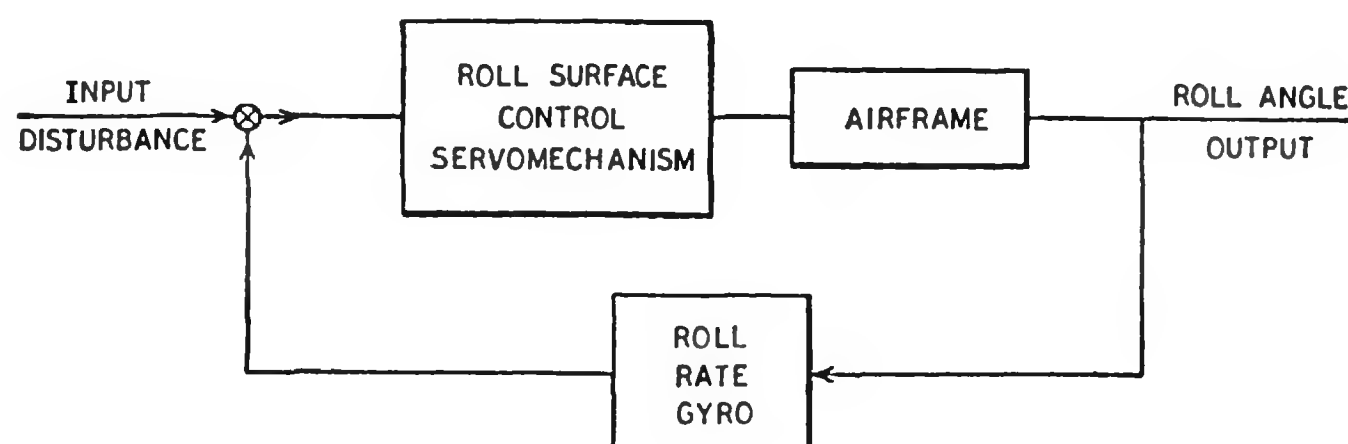 INPUT
DISTURBANCE
ROLL SURFACE
CONTROL
SERVOMECHANISM
AIRFRAME
ROLL ANGLE
OUTPUT
ROLL
RATE
GYRO